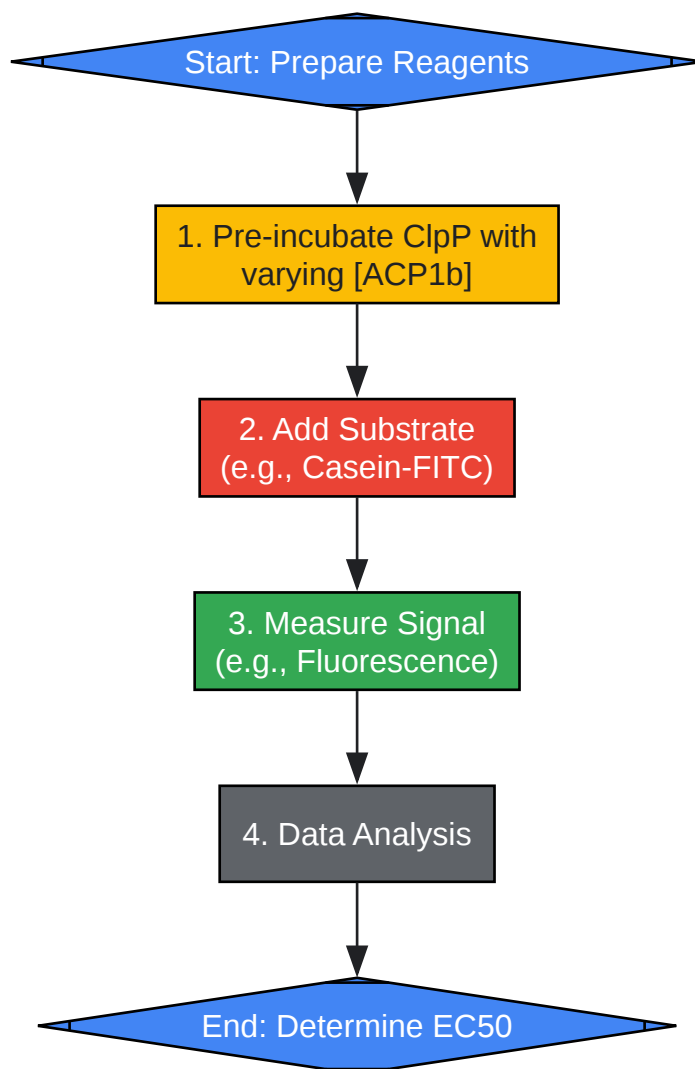 Start: Prepare Reagents
1. Pre-incubate ClpP with
varying [ACP1b]
2. Add Substrate
(e.g., Casein-FITC)
3. Measure Signal
(e.g., Fluorescence)
4. Data Analysis
End: Determine EC50